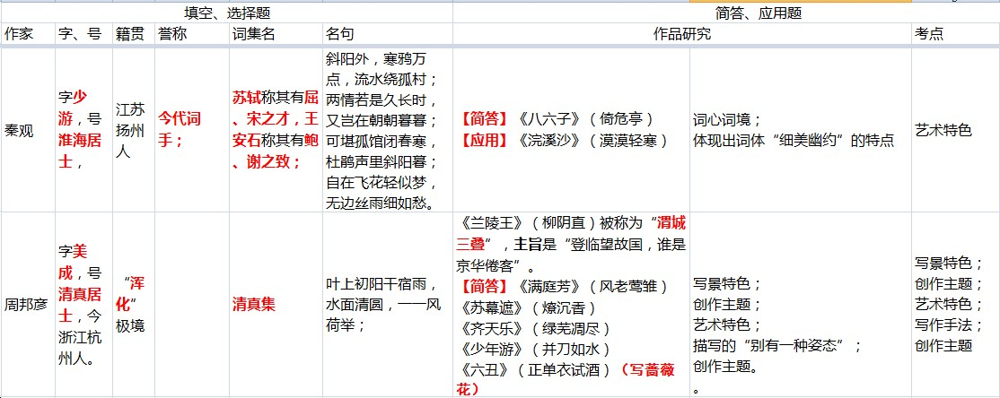 填空、选择题
简答、应用题
作家
字、号
籍贯
誉称
词集名
名句
作品研究
考点
秦观
字少
游，号
淮海居
士，
江苏
扬州
人
今代词
手；
苏轼称其有屈
、宋之才，王
安石称其有鲍
、谢之致；
斜阳外，寒鸦万
点，流水绕孤村；
两情若是久长时，
又岂在朝朝暮暮；
可堪孤馆闭春寒，
杜鹃声里斜阳暮；
自在飞花轻似梦，
无边丝雨细如愁。
【简答】《八六子》（倚危亭）
【应用】《浣溪沙》（漠漠轻寒）
词心词境；
体现出词体“细美幽约”的特点
艺术特色
周邦彦
字美
成，号
清真居
士，今
浙江杭
州人。
“浑
化”
极境
清真集
叶上初阳干宿雨，
水面清圆，一一风
荷举；
《兰陵王》（柳阴直）被称为“渭城
三叠”，主旨是“登临望故国，谁是
京华倦客”。
【简答】《满庭芳》（风老莺雏）
《苏幕遮》（燎沉香）
《齐天乐》（绿芜凋尽）
《少年游》（并刀如水）
《六丑》（正单衣试酒）（写蔷薇
花）
写景特色；
创作主题；
艺术特色；
描写的“别有一种姿态”；
创作主题。
。
写景特色；
创作主题；
艺术特色；
写作手法；
创作主题